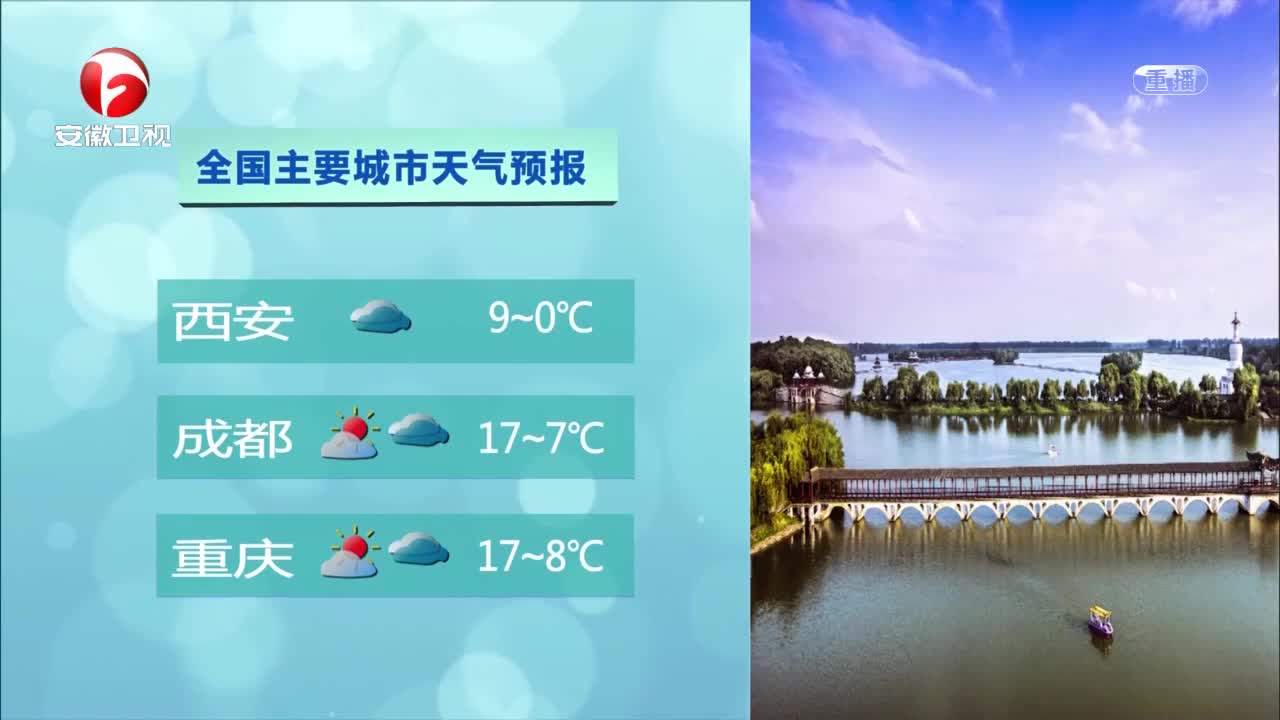 安徽卫视
重播
全国主要城市天气预报
西安 9~0℃
成都 17~7℃
重庆 17~8℃